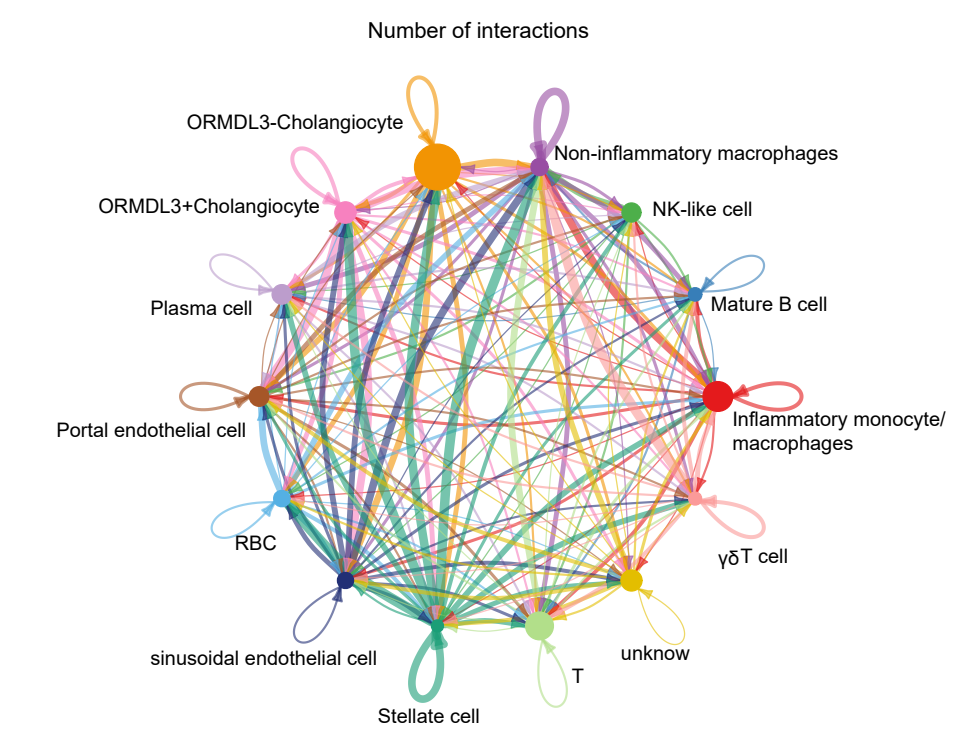 Number of interactions
ORMDL3-Cholangiocyte
Non-inflammatory macrophages
ORMDL3+Cholangiocyte
NK-like cell
Plasma cell
Mature B cell
Portal endothelial cell
Inflammatory monocyte/
macrophages
RBC
γδT cell
sinusoidal endothelial cell
unknow
T
Stellate cell